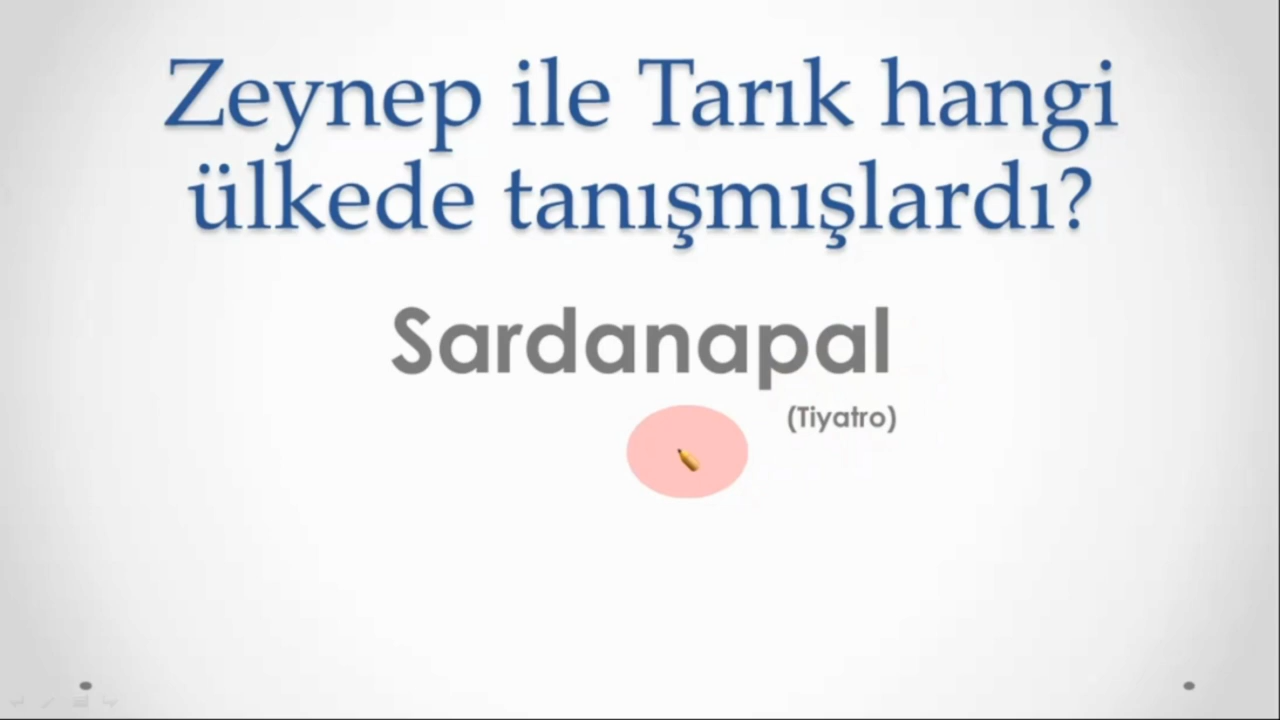 Zeynep ile Tarık hangi
ülkede tanışmışlardı?
Sardanapal
(Tiyatro)